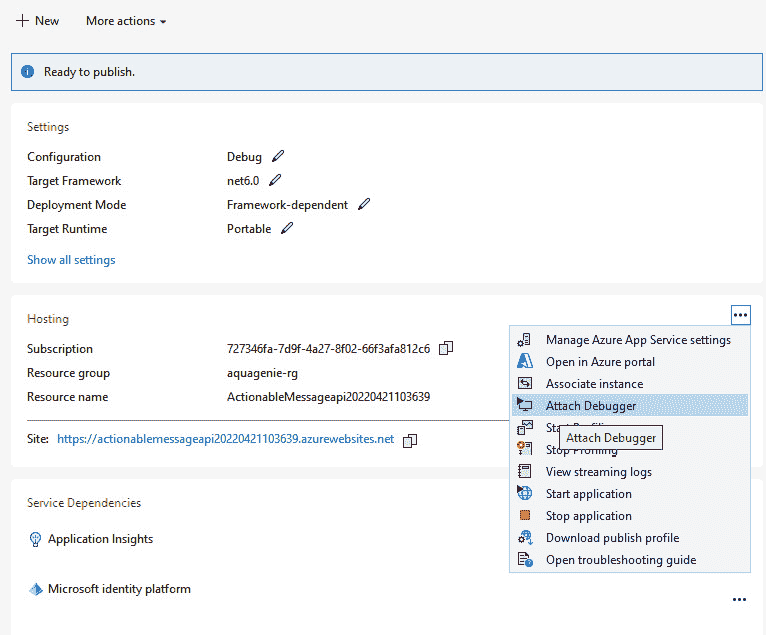 New More actions
Ready to publish.
Settings
Configuration Debug
Target Framework net6.0
Deployment Mode Framework-dependent
Target Runtime Portable
Show all settings
Hosting
Subscription 727346fa-7d9f-4a27-8f02-66f3afa812c6
Resource group aquagenie-rg
Resource name ActionableMessageapi20220421103639
Site: https://actionablemessageapi20220421103639.azurewebsites.net
Manage Azure App Service settings
Open in Azure portal
Associate instance
Attach Debugger
Attach Debugger
Stop Profiling
View streaming logs
Start application
Stop application
Download publish profile
Open troubleshooting guide
Service Dependencies
Application Insights
Microsoft identity platform